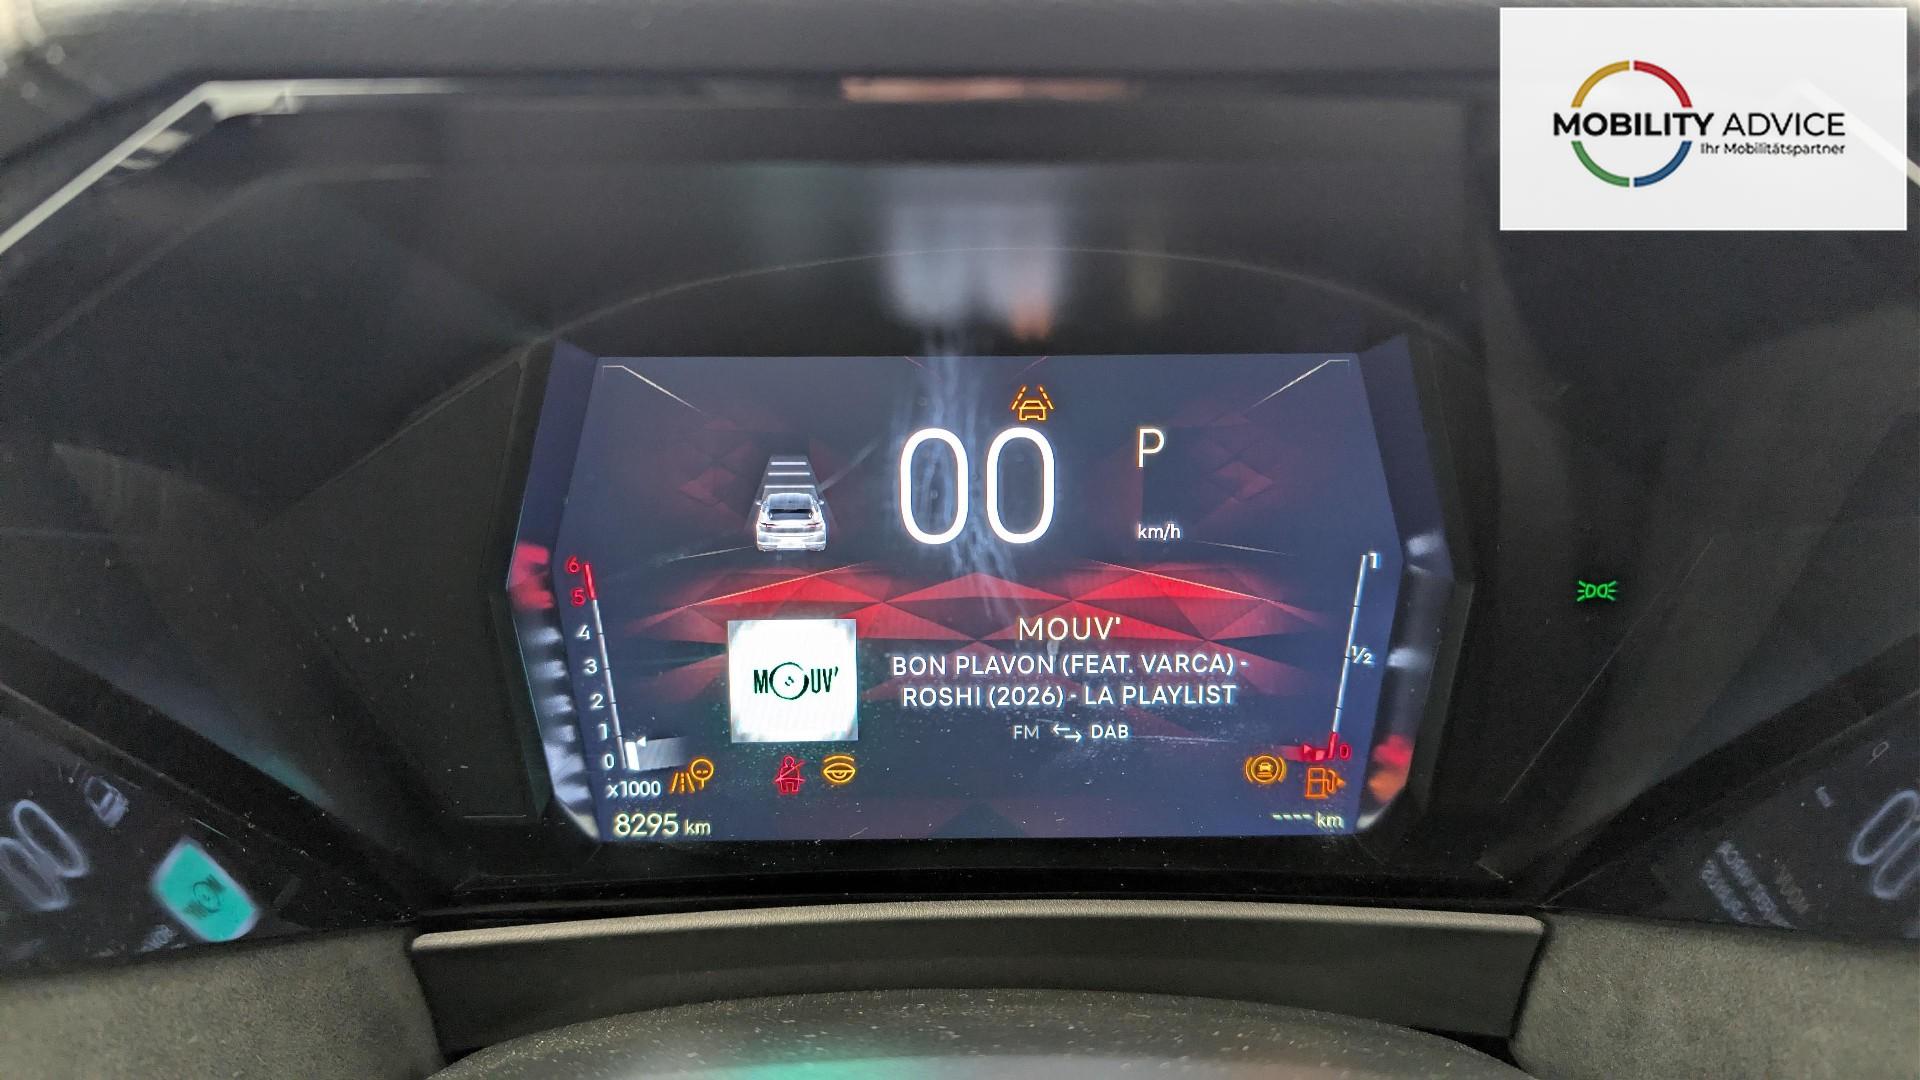 MOBILITY ADVICE
Ihr Mobilitätspartner
00
P
km/h
6
5
4
3
2
1
0
x1000
8295 km
MOUV'
MOUV'
BON PLAVON (FEAT. VARCA) -
ROSHI (2026) - LA PLAYLIST
FM DAB
1
1/2
0
---- km